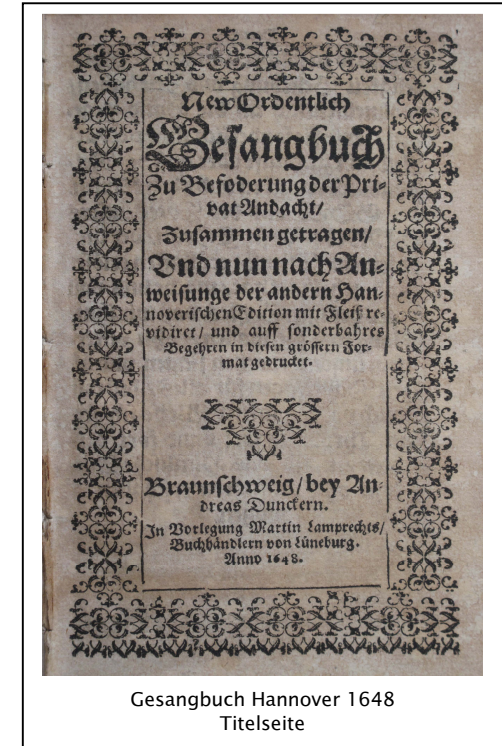 New Ordentlich
Gesangbuch
Zu Befoderung der Pri-
vat Andacht/
Zusammen getragen/
Vnd nun nach An-
weisunge der andern Han-
noverischen Edition mit Fleiß re-
vidiret / und auff sonderbahres
Begehren in diesen grössern For-
mat gedrucket.
Braunschweig / bey An-
dreas Dunckern.
In Vorlegung Martin Lamprechts/
Buchhändlern von Lüneburg.
Anno 1648.
Gesangbuch Hannover 1648
Titelseite